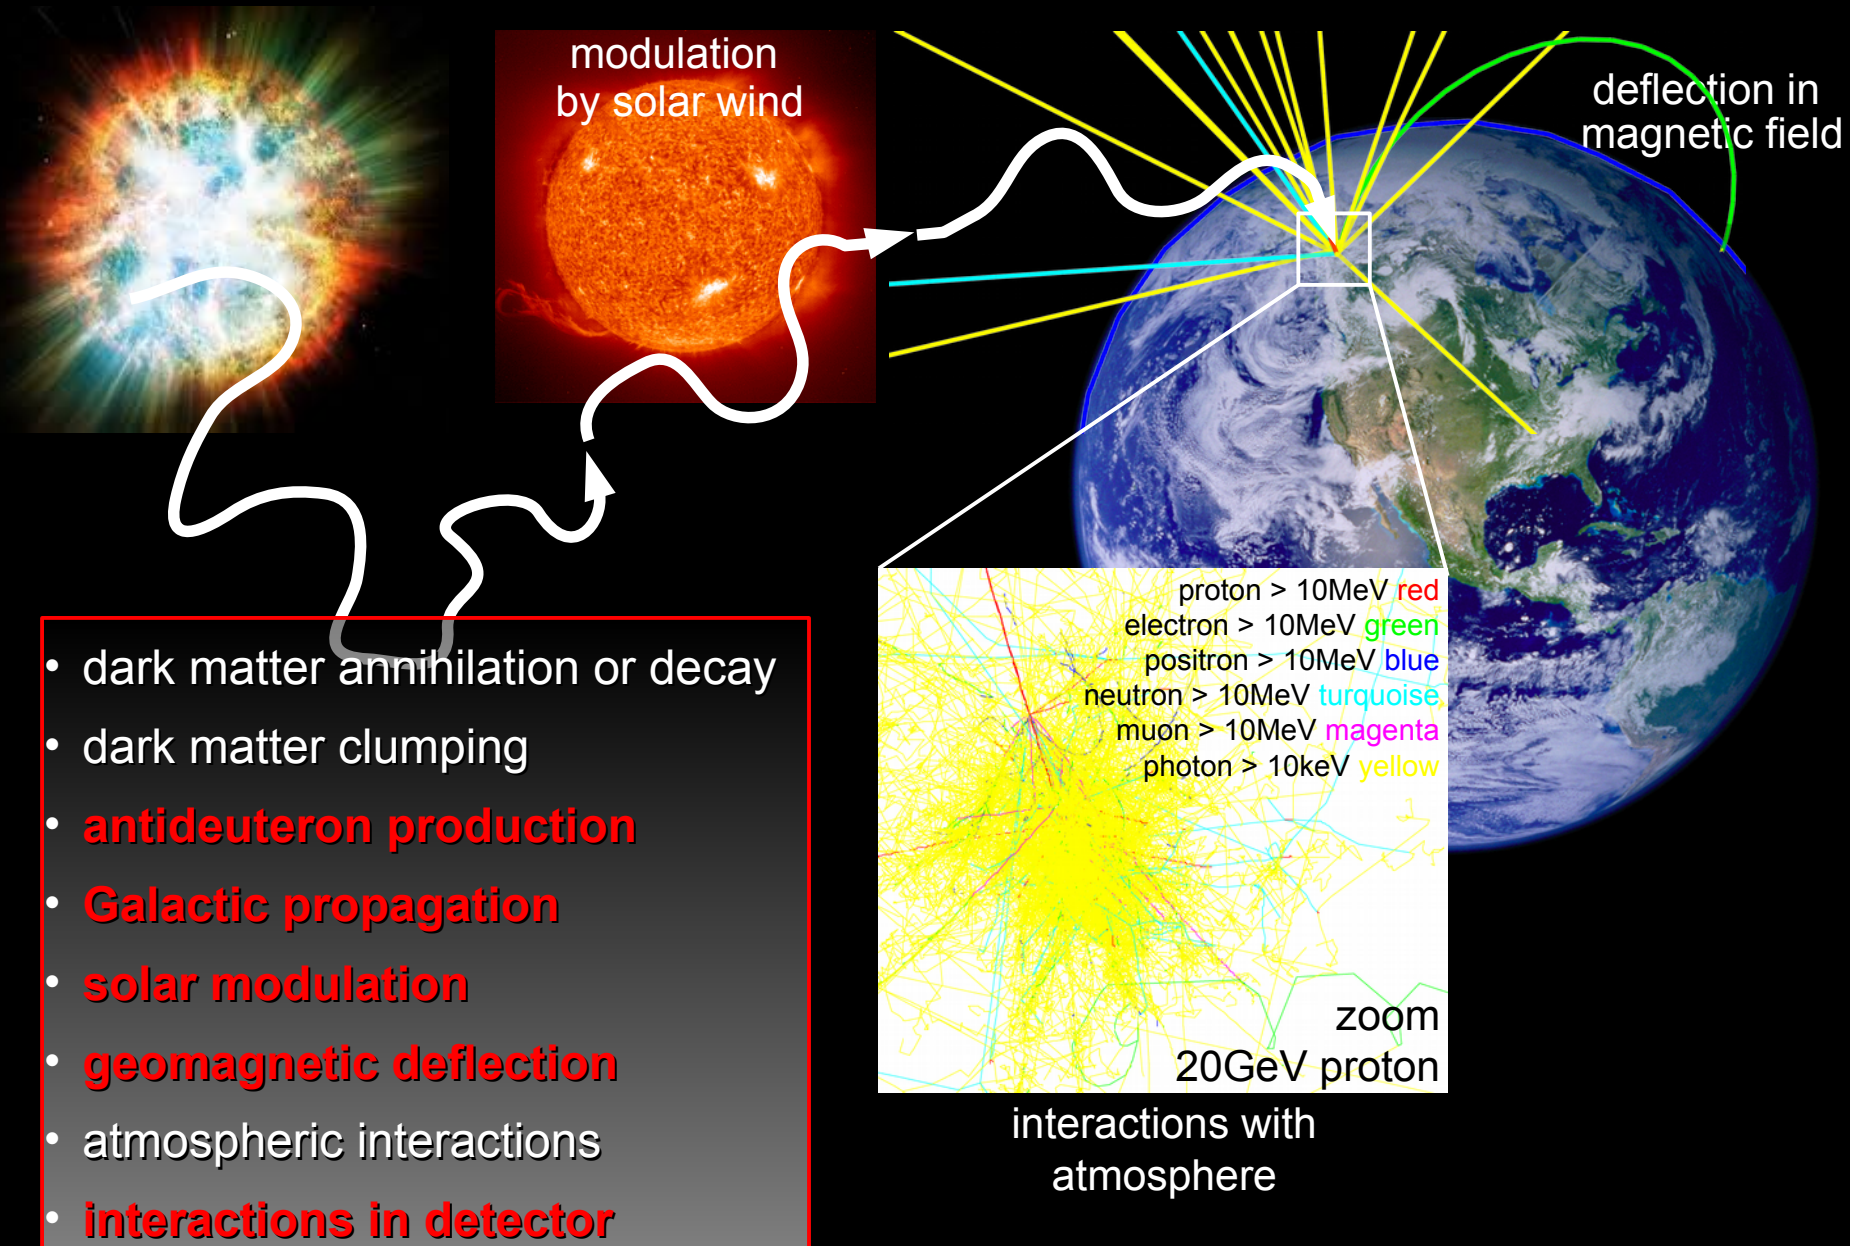 modulation
by solar wind
deflection in
magnetic field
proton > 10MeV red
electron > 10MeV green
positron > 10MeV blue
neutron > 10MeV turquoise
muon > 10MeV magenta
photon > 10keV yellow
zoom
20GeV proton
interactions with
atmosphere
• dark matter annihilation or decay
• dark matter clumping
• antideuteron production
• Galactic propagation
• solar modulation
• geomagnetic deflection
• atmospheric interactions
• interactions in detector